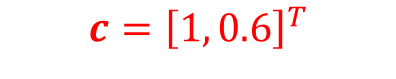 c = [1,0.6]ᵀ